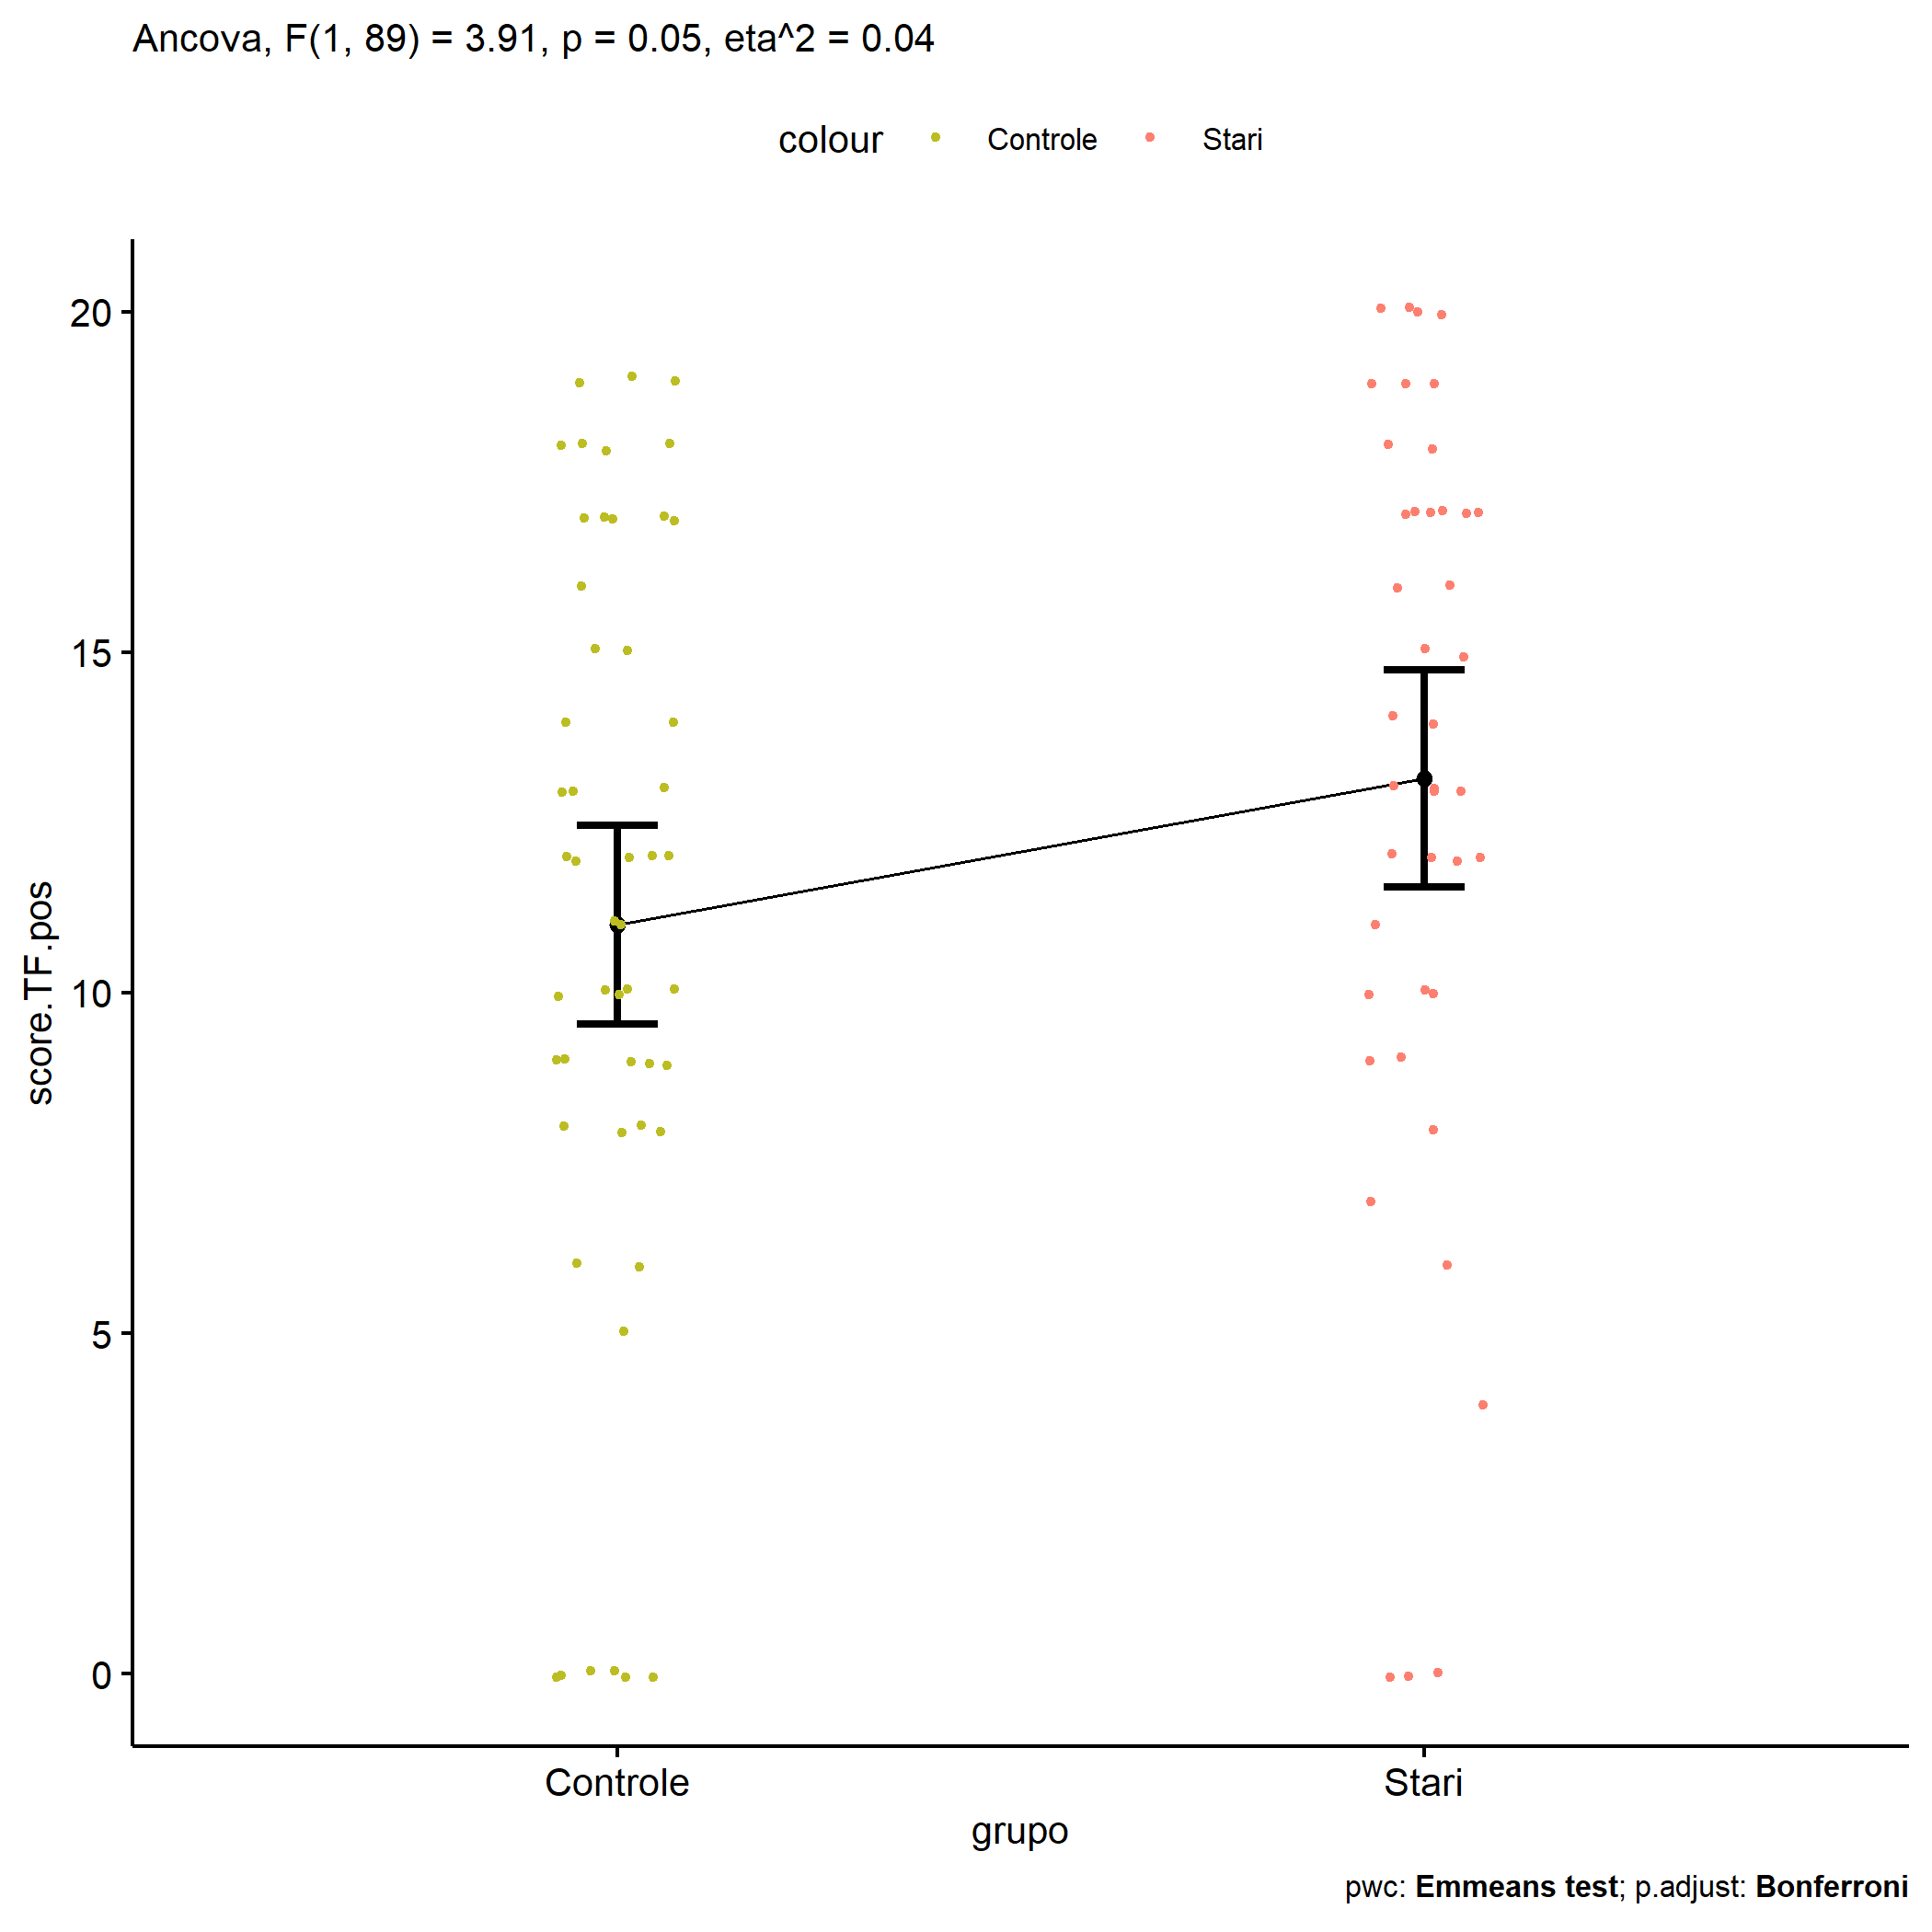 Ancova, F(1, 89) = 3.91, p = 0.05, eta^2 = 0.04
colour Controle Stari
20
15
10
5
0
score.TF.pos
Controle Stari
grupo
pwc: Emmeans test; p.adjust: Bonferroni